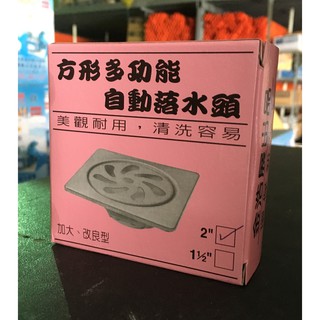 方形多功能
自動落水頭
美觀耐用，清洗容易
加大、改良型
2"
1½"